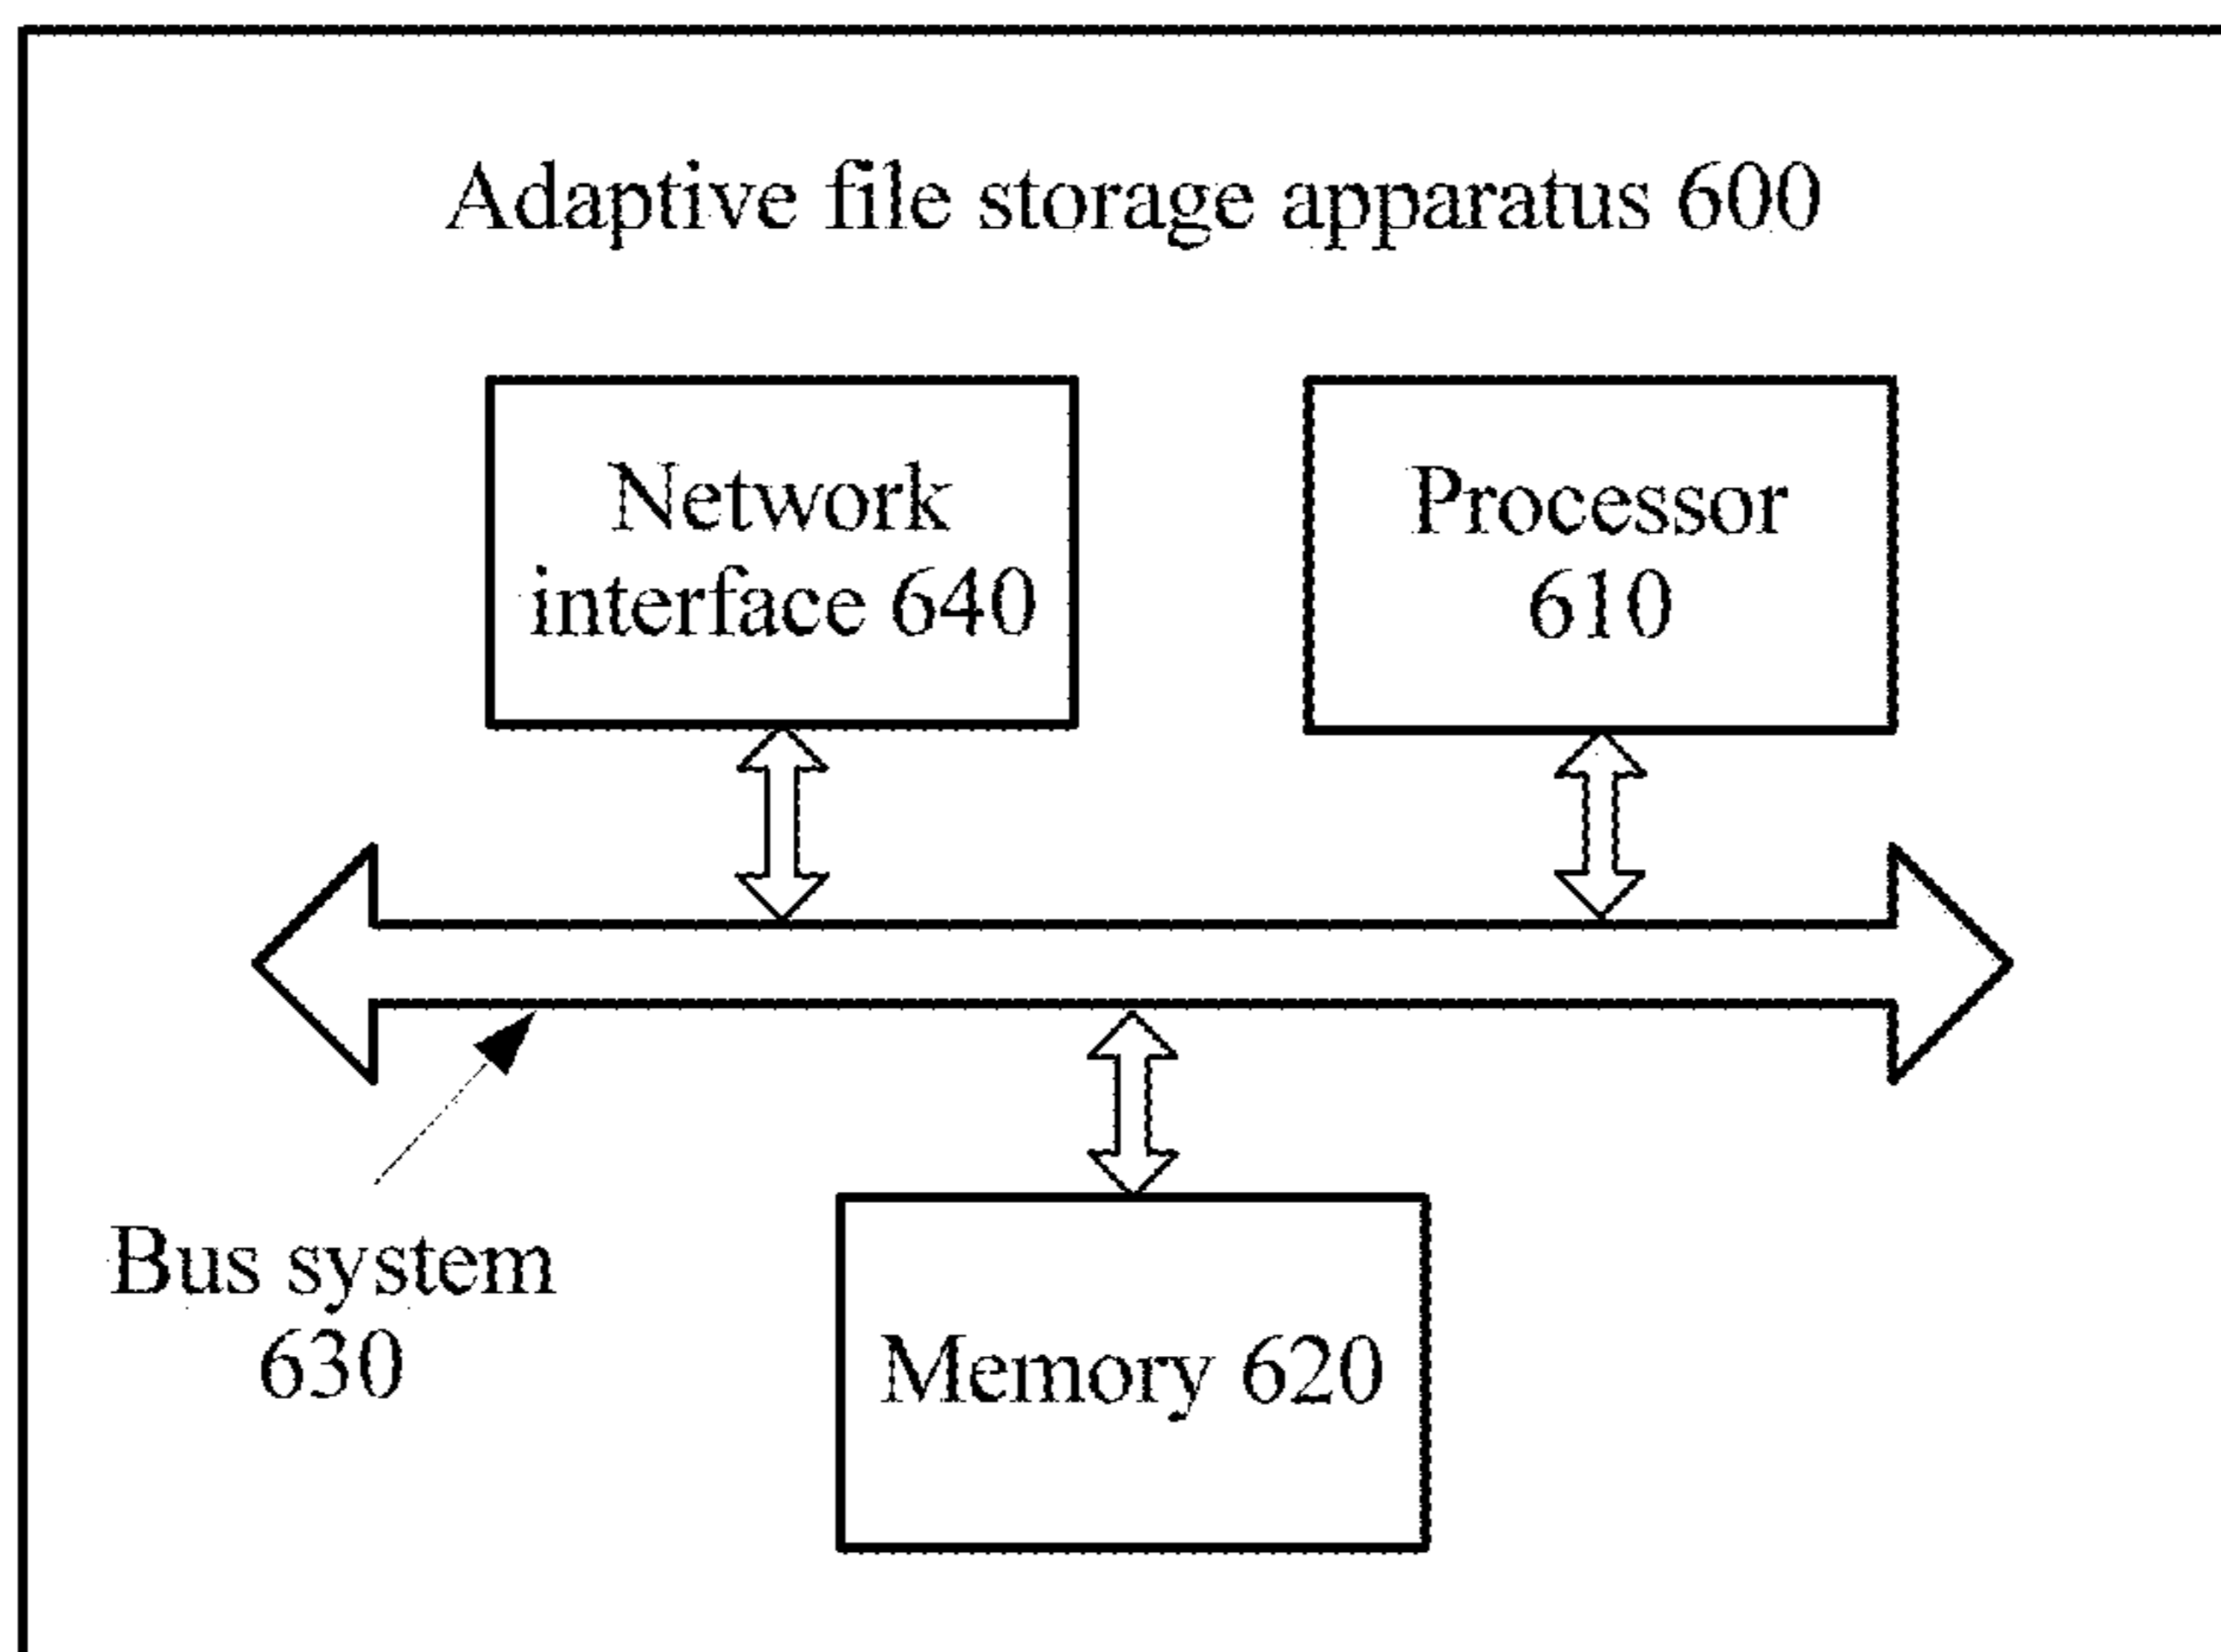 Adaptive file storage apparatus 600
Network
interface 640
Processor
610
Bus system
630
Memory 620